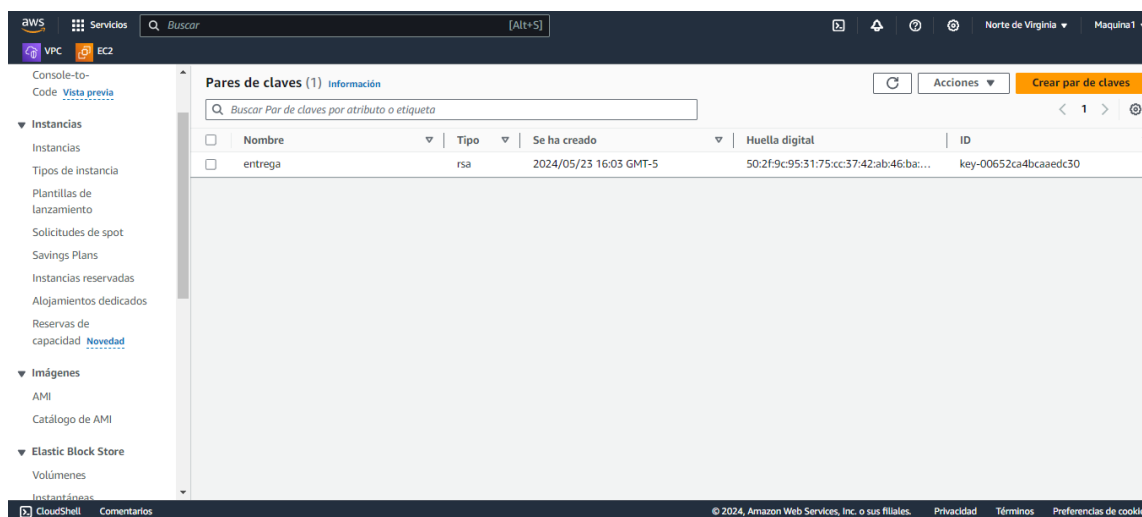 aws Servicios Buscar [Alt+S] Norte de Virginia Maquina1
VPC EC2
Console-to-
Code Vista previa
Instancias
Instancias
Tipos de instancia
Plantillas de
lanzamiento
Solicitudes de spot
Savings Plans
Instancias reservadas
Alojamientos dedicados
Reservas de
capacidad Novedad
Imágenes
AMI
Catálogo de AMI
Elastic Block Store
Volúmenes
Instantáneas
Pares de claves (1) Información Acciones Crear par de claves
Buscar Par de claves por atributo o etiqueta 1
Nombre Tipo Se ha creado Huella digital ID
entrega rsa 2024/05/23 16:03 GMT-5 50:2f:9c:95:31:75:cc:37:42:ab:46:ba:... key-00652ca4bcaaedc30
CloudShell Comentarios © 2024, Amazon Web Services, Inc. o sus filiales. Privacidad Términos Preferencias de cookie